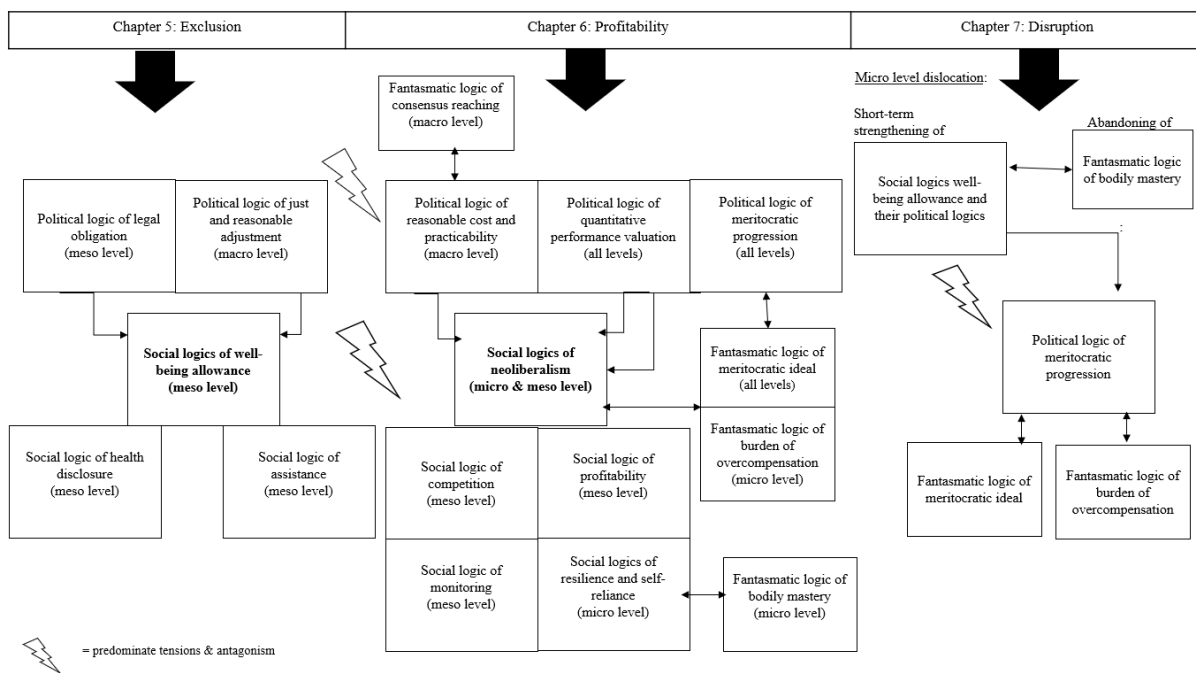 Chapter 5: Exclusion
Chapter 6: Profitability
Chapter 7: Disruption
Political logic of legal
obligation
(meso level)
Political logic of just
and reasonable
adjustment
(macro level)
Social logics of well-
being allowance
(meso level)
Social logic of health
disclosure
(meso level)
Social logic of
assistance
(meso level)
Fantasmatic logic of
consensus reaching
(macro level)
Political logic of
reasonable cost and
practicability
(macro level)
Political logic of
quantitative
performance valuation
(all levels)
Political logic of
meritocratic
progression
(all levels)
Social logics of
neoliberalism
(micro & meso level)
Fantasmatic logic of
meritocratic ideal
(all levels)
Fantasmatic logic of
burden of
overcompensation
(micro level)
Social logic of
competition
(meso level)
Social logic of
profitability
(meso level)
Social logic of
monitoring
(meso level)
Social logics of
resilience and self-
reliance
(micro level)
Fantasmatic logic of
bodily mastery
(micro level)
Micro level dislocation:
Short-term
strengthening of
Social logics well-
being allowance and
their political logics
Abandoning of
Fantasmatic logic
of bodily mastery
:
Political logic of
meritocratic
progression
Fantasmatic logic of
meritocratic ideal
Fantasmatic logic of
burden of
overcompensation
= predominate tensions & antagonism